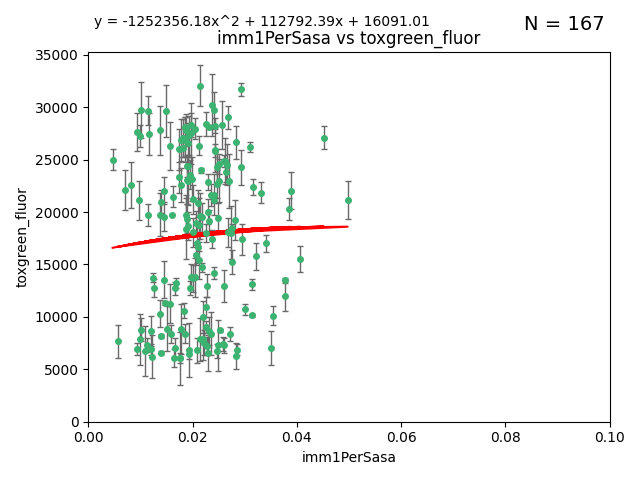 y = -1252356.18x^2 + 112792.39x + 16091.01
N = 167
imm1PerSasa vs toxgreen_fluor
35000
30000
25000
20000
15000
10000
5000
0
toxgreen_fluor
0.00 0.02 0.04 0.06 0.08 0.10
imm1PerSasa